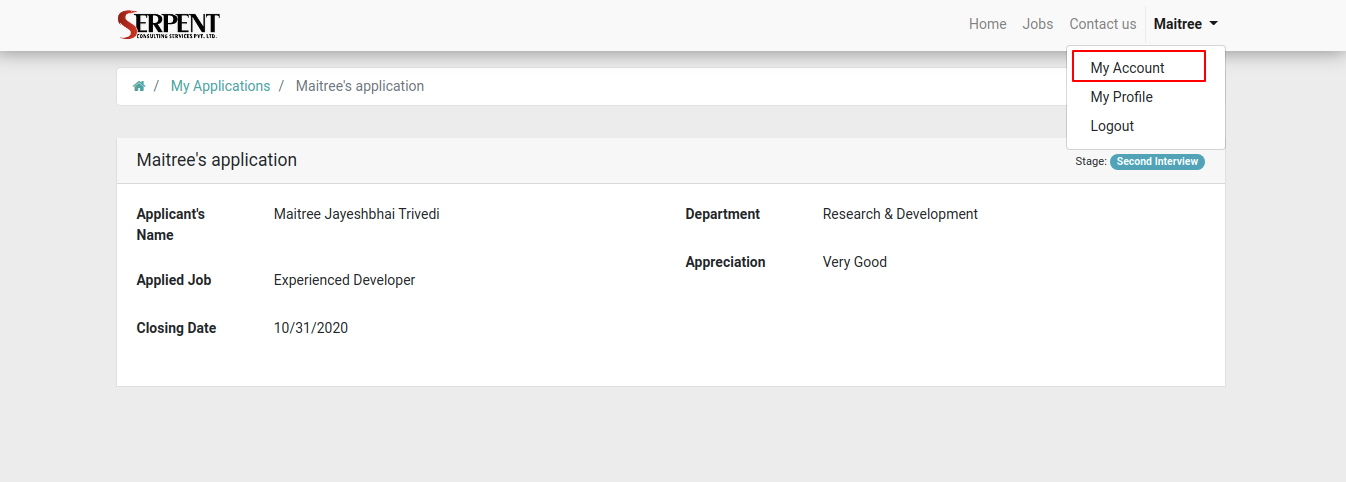 SERPENT
CONSULTING SERVICES PVT. LTD.
Home Jobs Contact us Maitree
My Account
My Profile
Logout
/ My Applications / Maitree's application
Maitree's application
Stage: Second Interview
Applicant's Name Maitree Jayeshbhai Trivedi
Department Research & Development
Appreciation Very Good
Applied Job Experienced Developer
Closing Date 10/31/2020